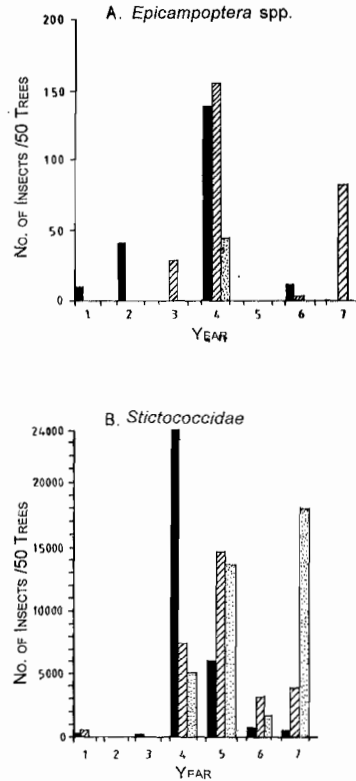 A. Epicampoptera spp.
No. of Insects /50 Trees
200
150
100
50
0
1 2 3 4 5 6 7
Year
B. Stictococcidae
No. of Insects /50 Trees
24000
20000
15000
10000
5000
0
1 2 3 4 5 6 7
Year